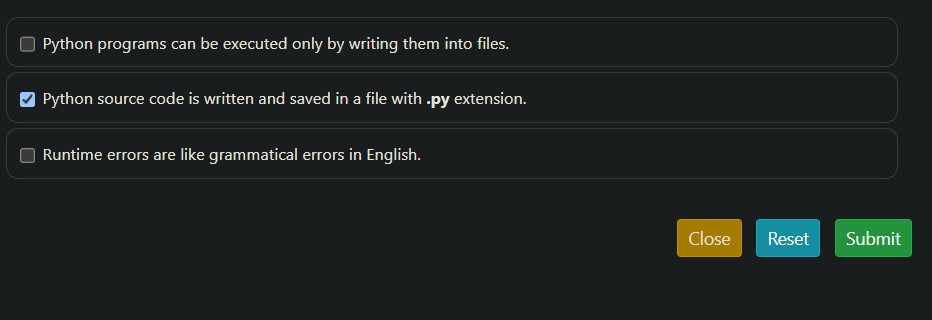 Python programs can be executed only by writing them into files.
Python source code is written and saved in a file with .py extension.
Runtime errors are like grammatical errors in English.
Close Reset Submit